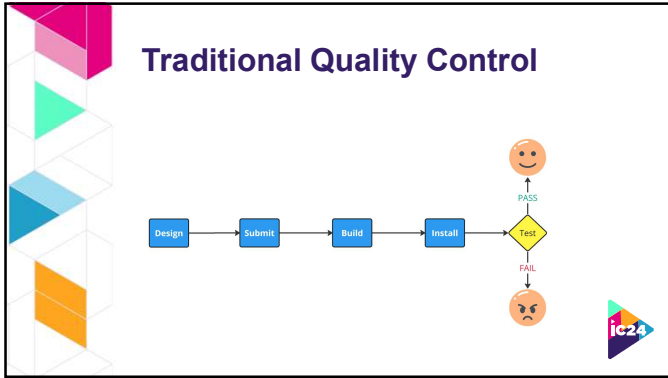 Traditional Quality Control
PASS
Design
Submit
Build
Install
Test
FAIL
ic24